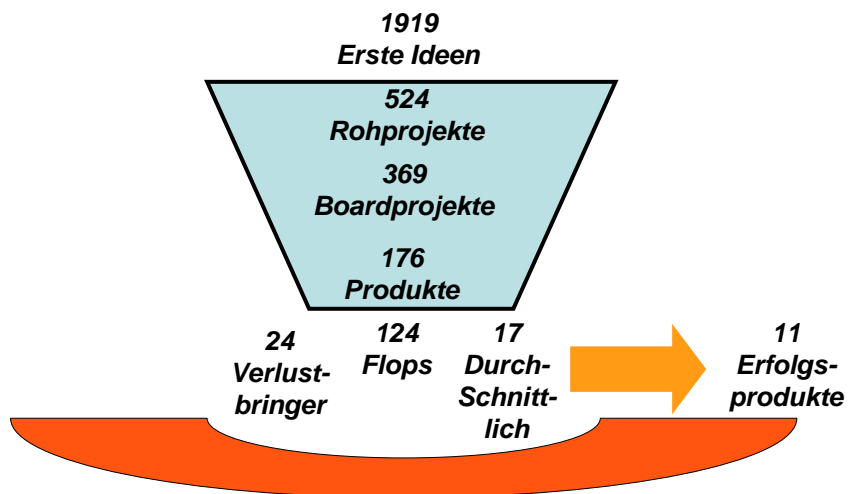 1919
Erste Ideen
524
Rohprojekte
369
Boardprojekte
176
Produkte
24
Verlust-
bringer
124
Flops
17
Durch-
Schnitt-
lich
11
Erfolgs-
produkte